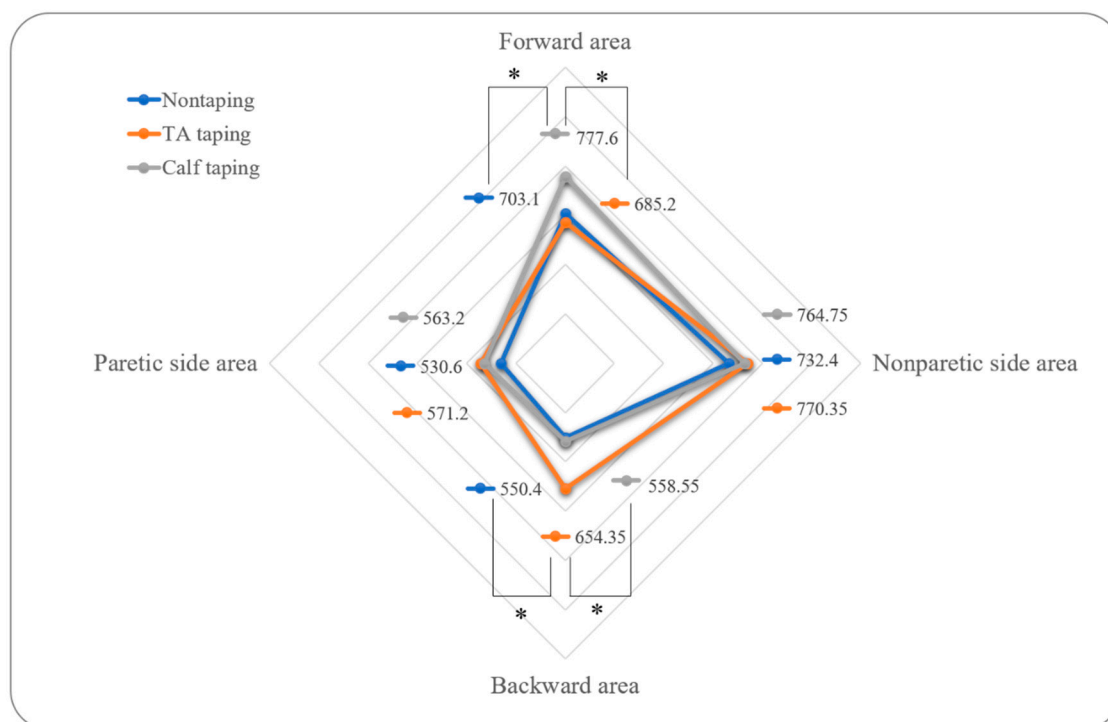 Forward area
* *
Nontaping
TA taping
Calf taping
777.6
703.1
685.2
563.2
764.75
Paretic side area
530.6
732.4
Nonparetic side area
571.2
770.35
550.4
558.55
654.35
* *
Backward area